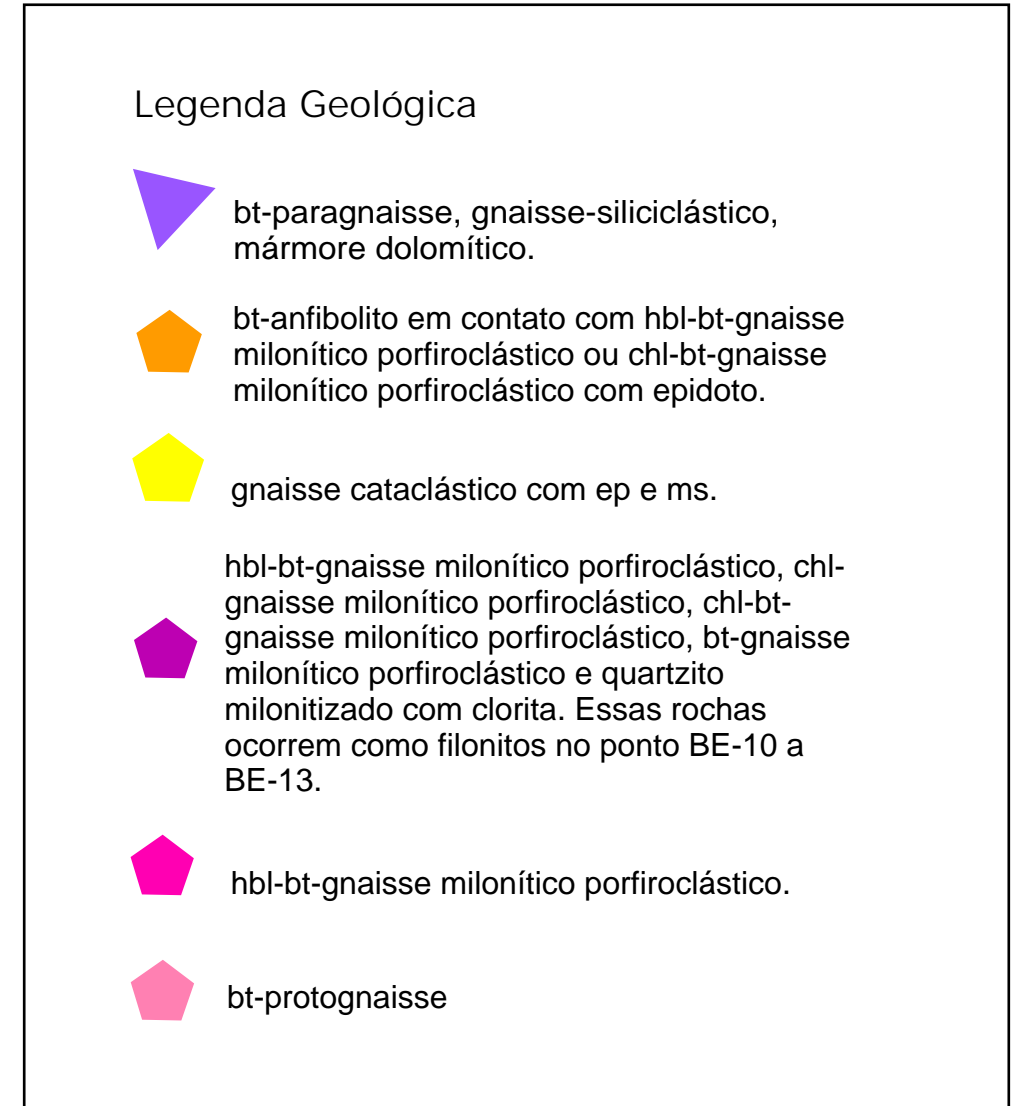 Legenda Geológica
bt-paragnaisse, gnaisse-siliciclástico,
mármore dolomítico.
bt-anfibolito em contato com hbl-bt-gnaisse
milonítico porfiroclástico ou chl-bt-gnaisse
milonítico porfiroclástico com epidoto.
gnaisse cataclástico com ep e ms.
hbl-bt-gnaisse milonítico porfiroclástico, chl-
gnaisse milonítico porfiroclástico, chl-bt-
gnaisse milonítico porfiroclástico, bt-gnaisse
milonítico porfiroclástico e quartzito
milonitizado com clorita. Essas rochas
ocorrem como filonitos no ponto BE-10 a
BE-13.
hbl-bt-gnaisse milonítico porfiroclástico.
bt-protognaisse